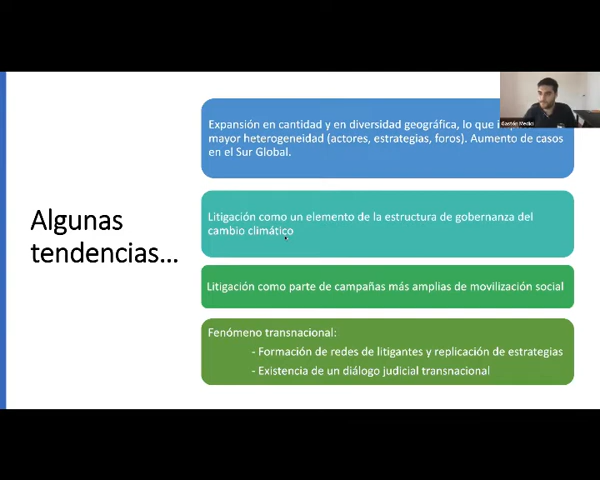 Algunas
tendencias...
Expansión en cantidad y en diversidad geográfica, lo que
mayor heterogeneidad (actores, estrategias, foros). Aumento de casos
en el Sur Global.
Litigación como un elemento de la estructura de gobernanza del
cambio climático
Litigación como parte de campañas más amplias de movilización social
Fenómeno transnacional:
- Formación de redes de litigantes y replicación de estrategias
- Existencia de un diálogo judicial transnacional
Gastón Medici